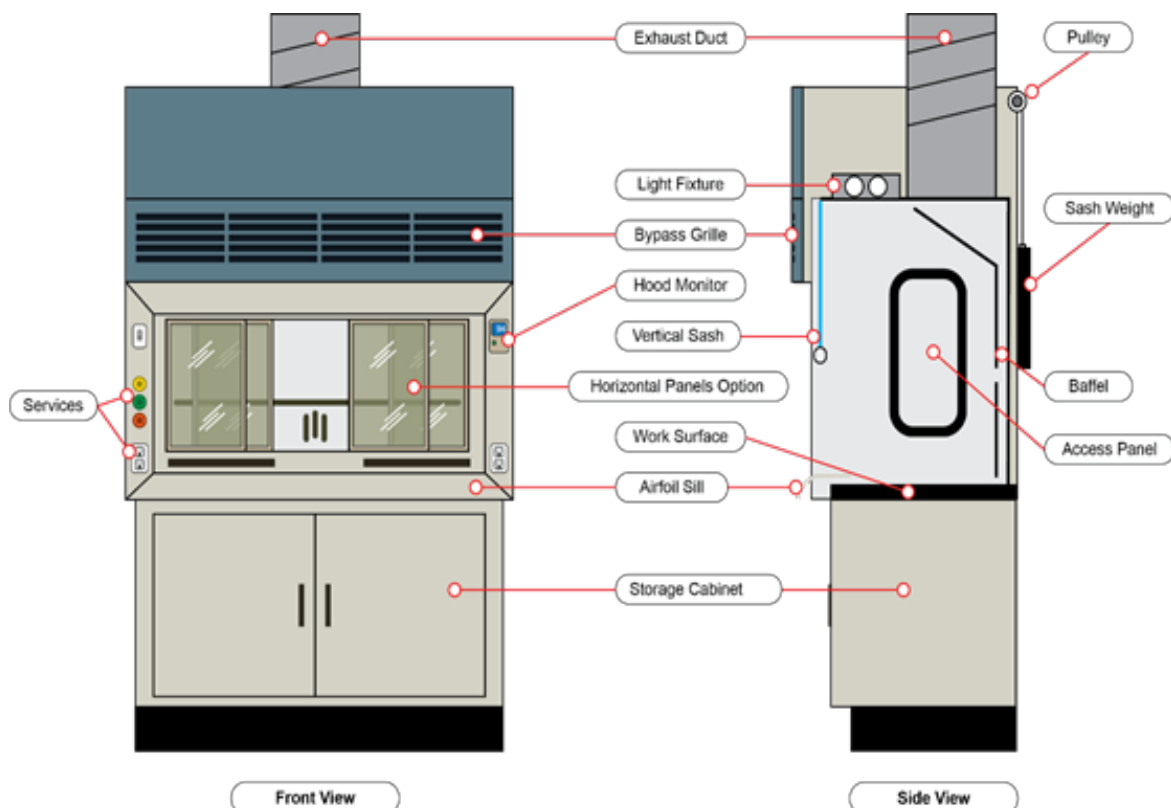 Exhaust Duct
Pulley
Light Fixture
Sash Weight
Bypass Grille
Hood Monitor
Vertical Sash
Horizontal Panels Option
Baffel
Services
Work Surface
Access Panel
Airfoil Sill
Storage Cabinet
Front View
Side View